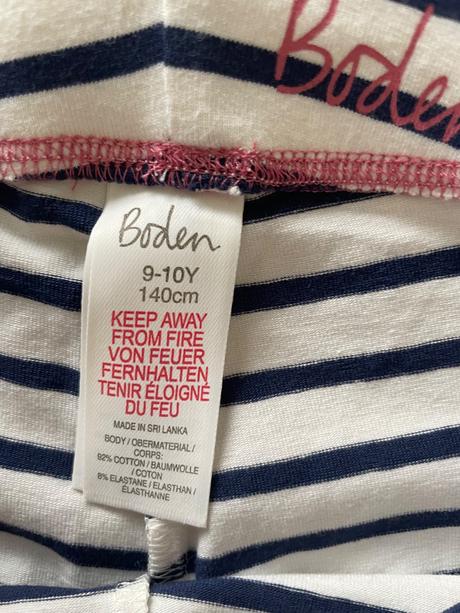 Boden
Boden
9-10Y
140cm
KEEP AWAY
FROM FIRE
VON FEUER
FERNHALTEN
TENIR ÉLOIGNÉ
DU FEU
MADE IN SRI LANKA
BODY / OBERMATERIAL /
CORPS:
92% COTTON / BAUMWOLLE
/ COTON
8% ELASTANE / ELASTHAN /
ÉLASTHANNE